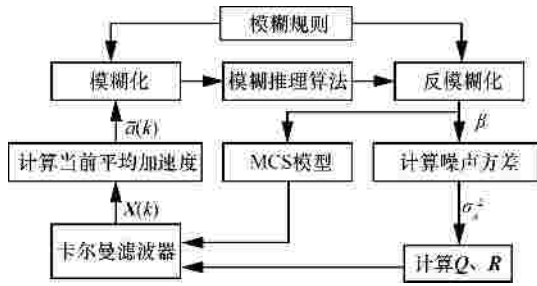 模糊规则
模糊化
模糊推理算法
反模糊化
ā(k)
β
计算当前平均加速度
MCS模型
计算噪声方差
X(k)
卡尔曼滤波器
计算Q、R